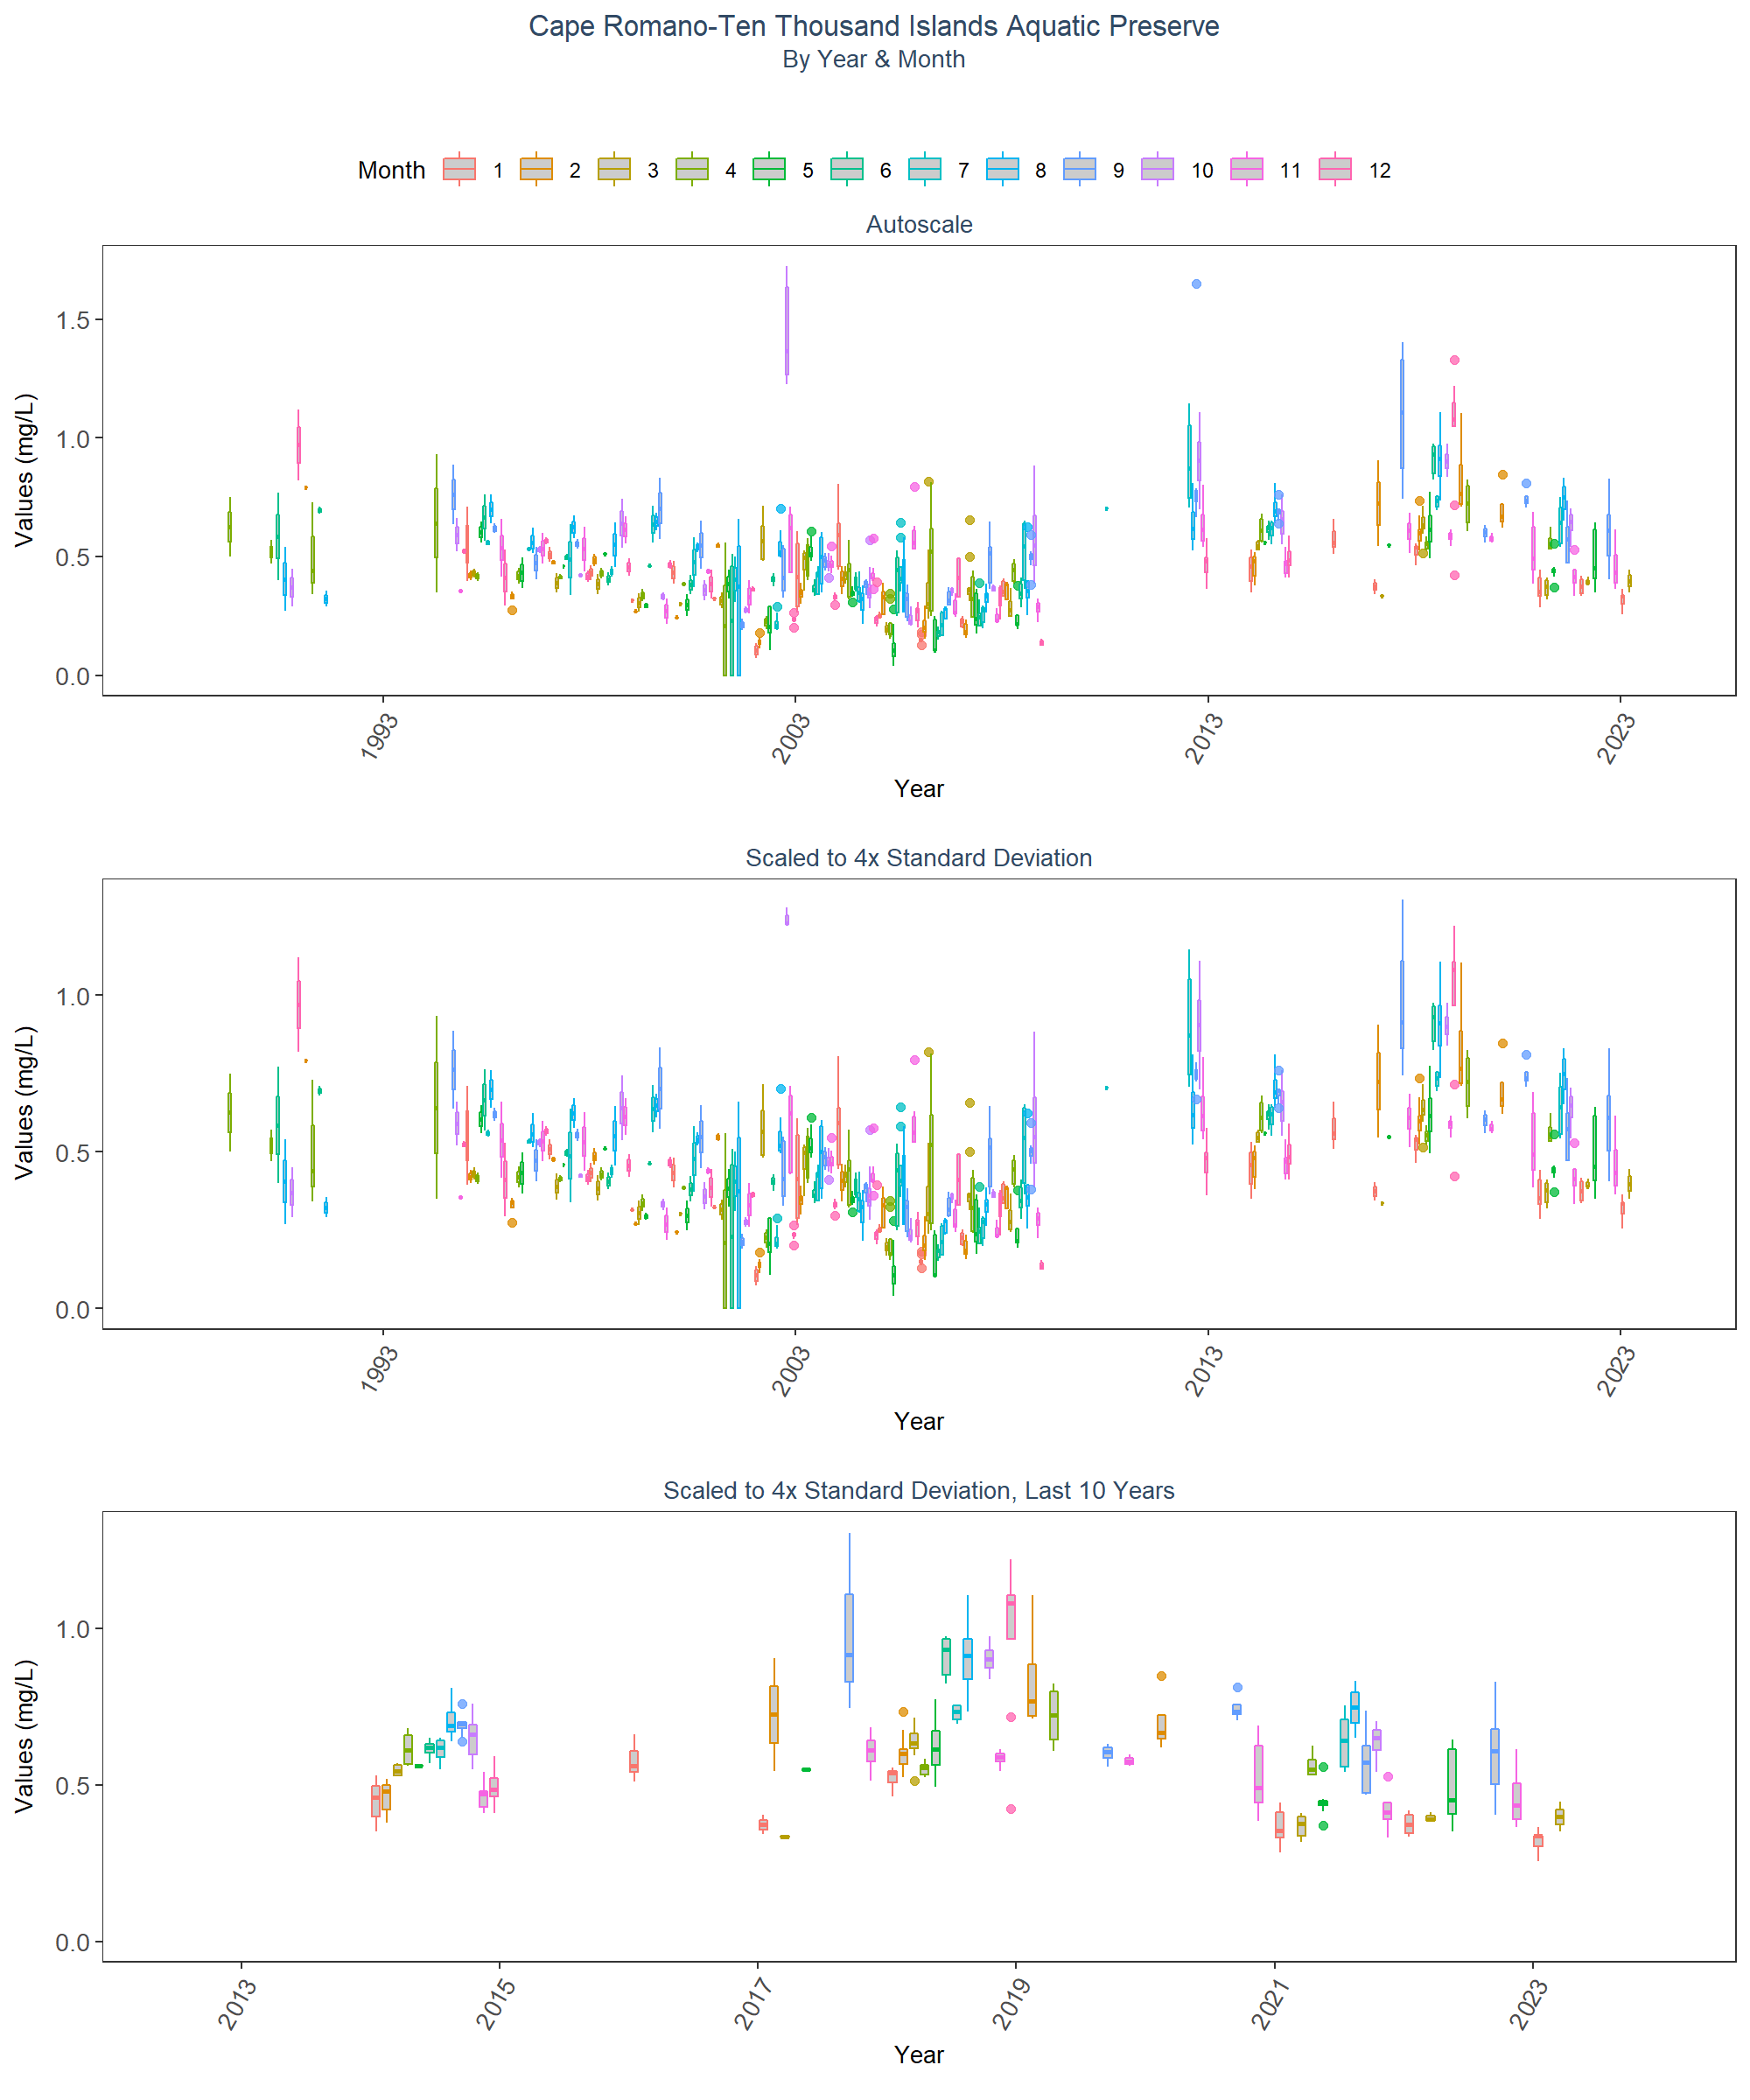 Cape Romano-Ten Thousand Islands Aquatic Preserve
By Year & Month
Month 1 2 3 4 5 6 7 8 9 10 11 12
Autoscale
Values (mg/L)
1.5
1.0
0.5
0.0
1993 2003 2013 2023
Year
Scaled to 4x Standard Deviation
Values (mg/L)
1.0
0.5
0.0
1993 2003 2013 2023
Year
Scaled to 4x Standard Deviation, Last 10 Years
Values (mg/L)
1.0
0.5
0.0
2013 2015 2017 2019 2021 2023
Year